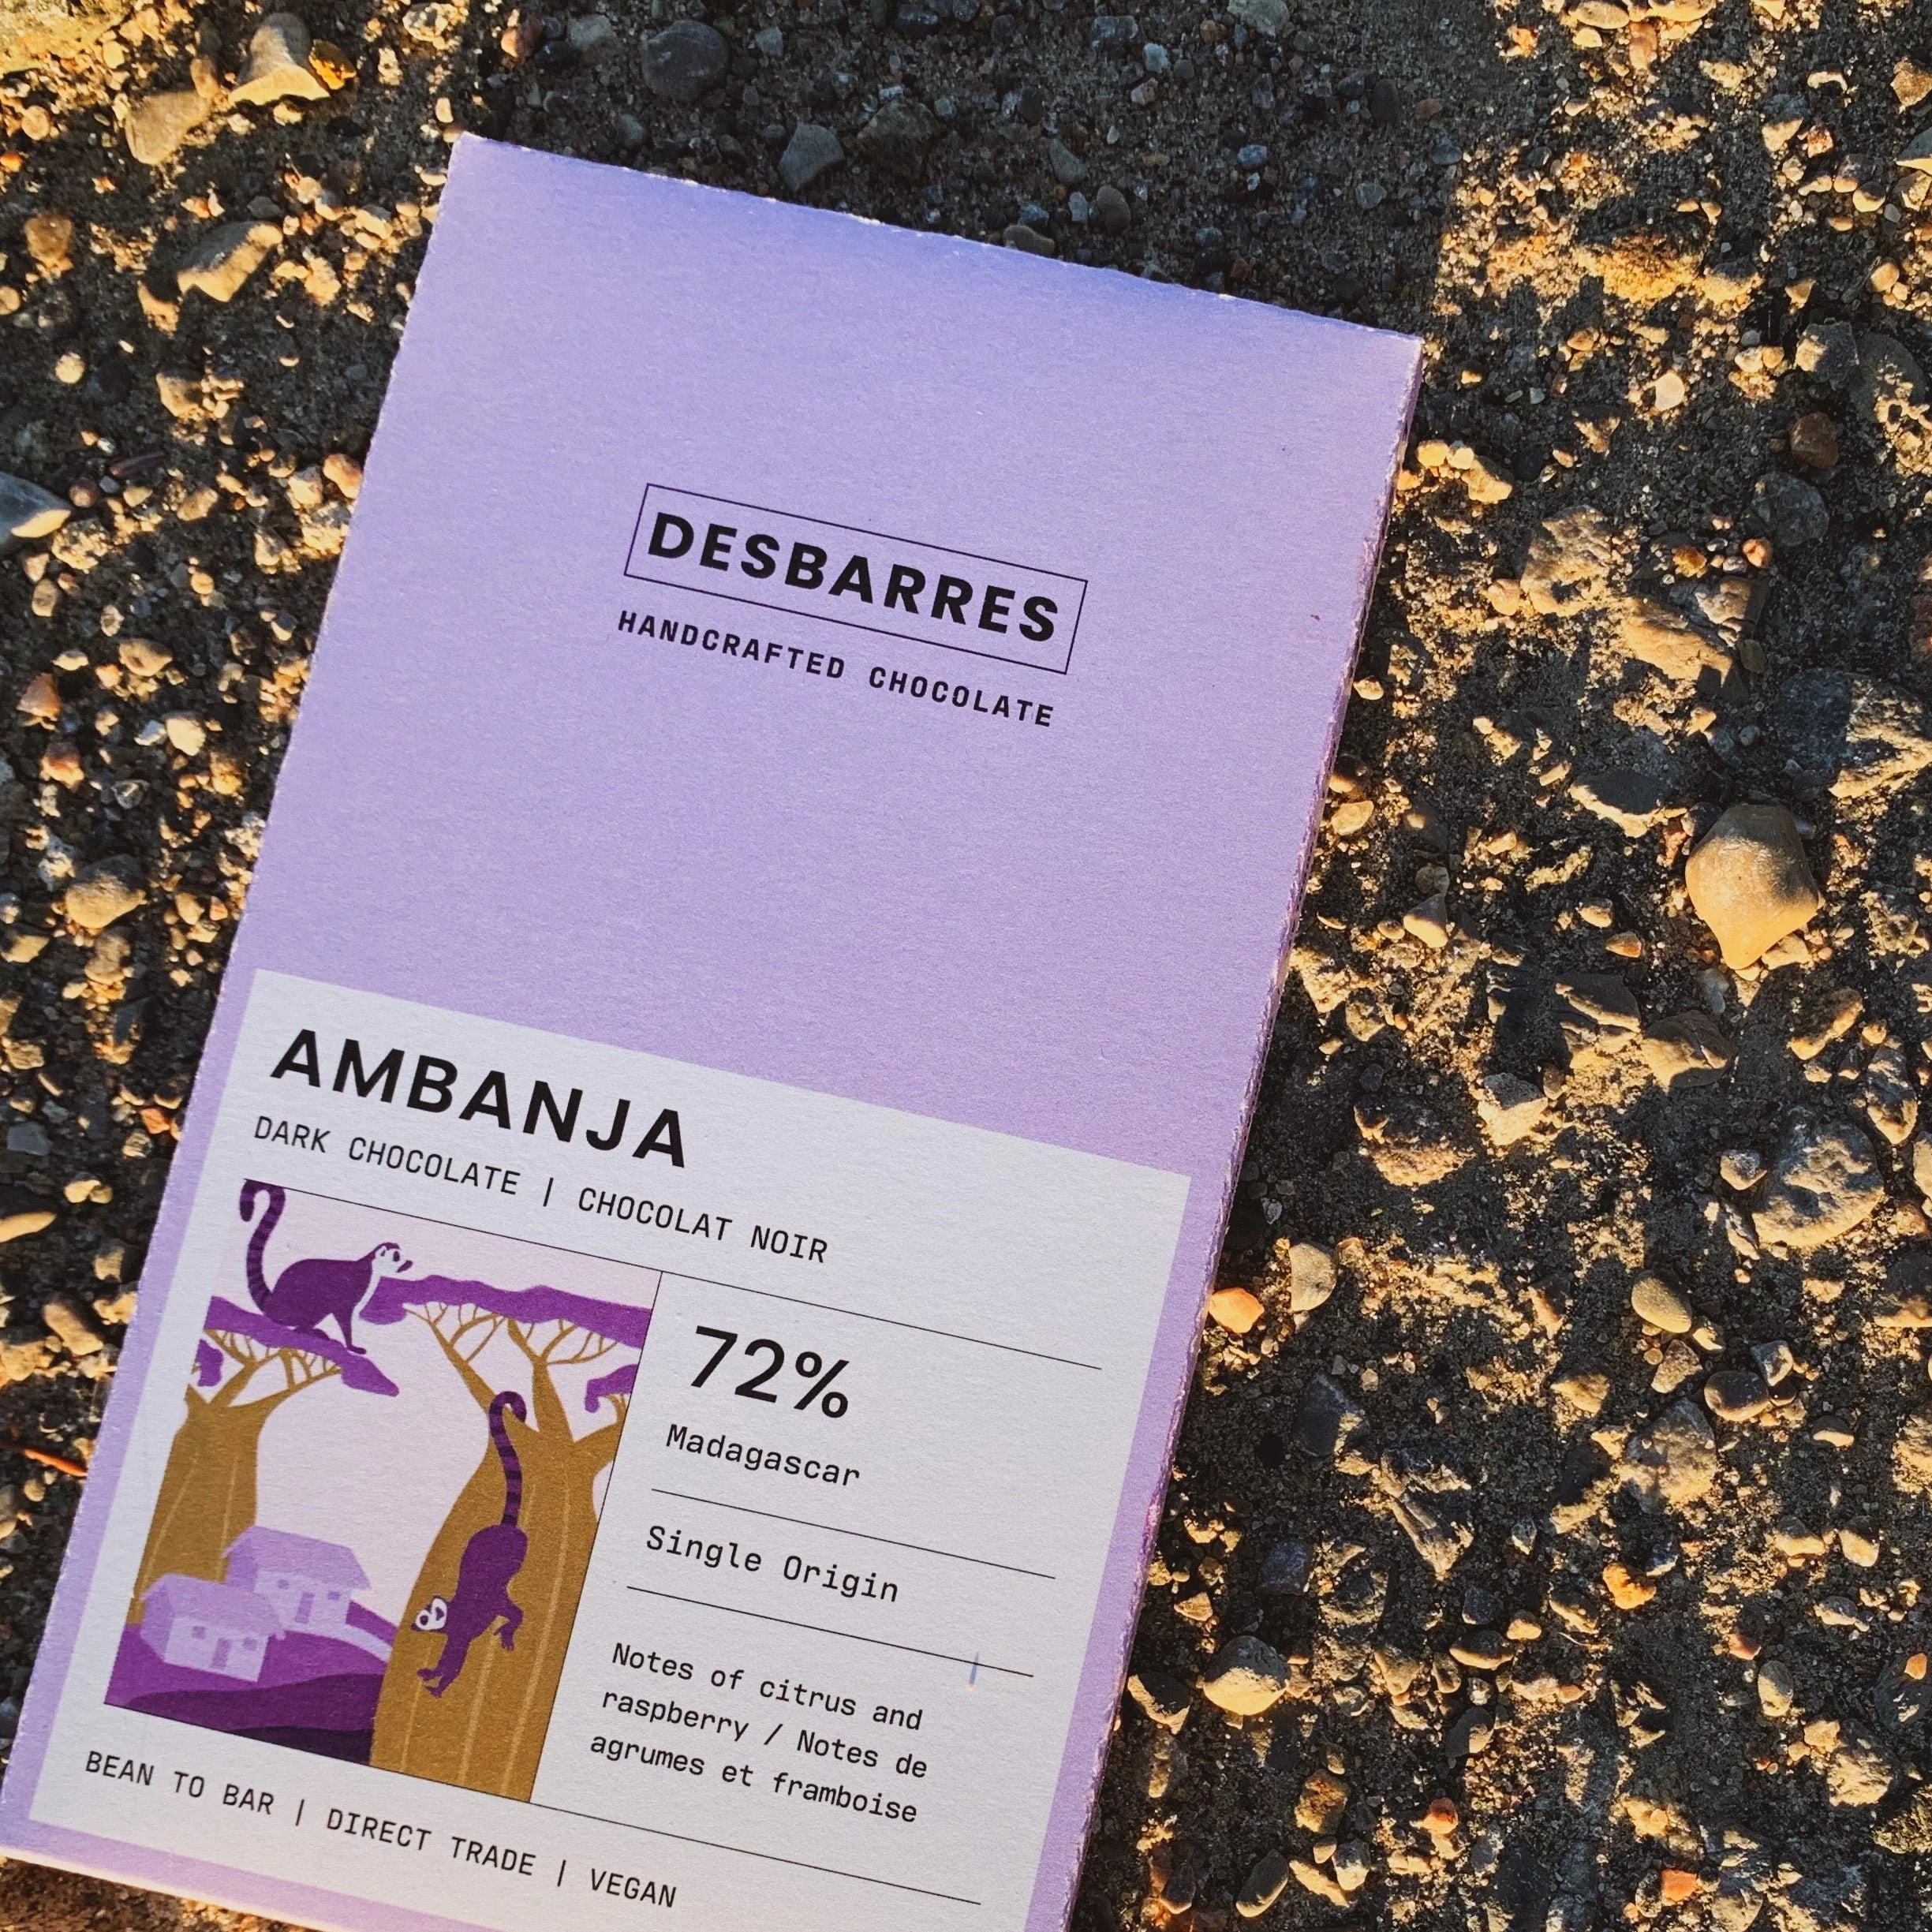 DESBARRES
HANDCRAFTED CHOCOLATE
AMBANJA
DARK CHOCOLATE | CHOCOLAT NOIR
72%
Madagascar
Single Origin
Notes of citrus and
raspberry / Notes de
agrumes et framboise
BEAN TO BAR | DIRECT TRADE | VEGAN